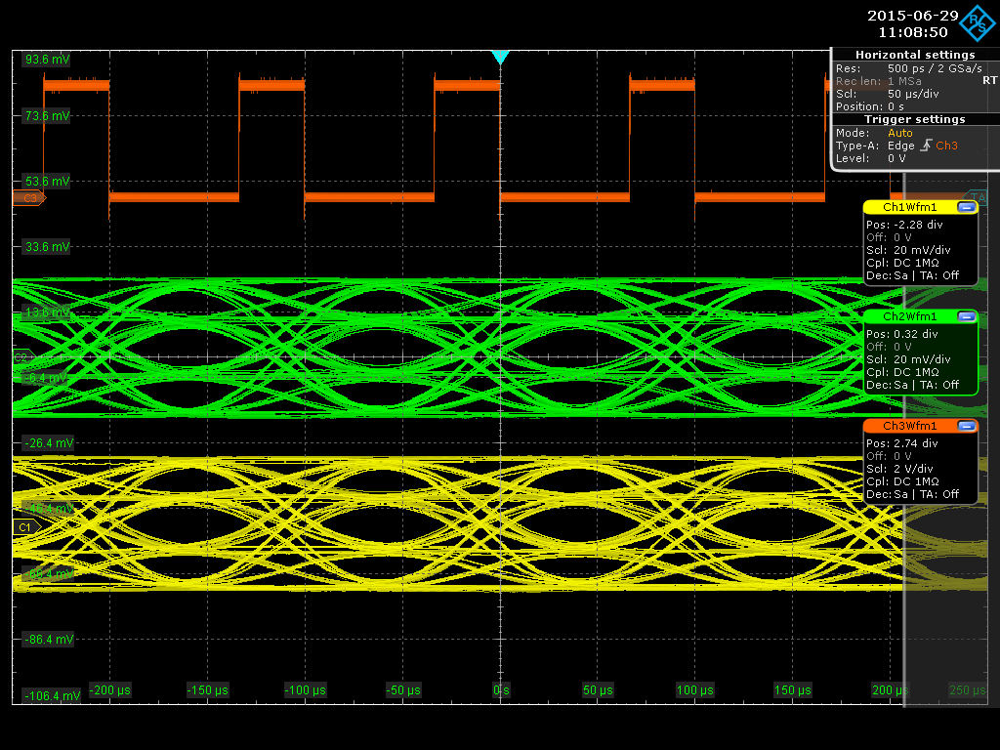 2015-06-29
11:08:50
R S
Horizontal settings
Res: 500 ps / 2 GSa/s
Rec len: 1 MSa
RT
Scl: 50 µs/div
Position: 0 s
Trigger settings
Mode: Auto
Type-A: Edge Ch3
Level: 0 V
93.6 mV
73.6 mV
53.6 mV
C3
TA
33.6 mV
13.6 mV
C2
-6.4 mV
-26.4 mV
-46.4 mV
C1
-66.4 mV
-86.4 mV
-106.4 mV
Ch1Wfm1
Pos: -2.28 div
Off: 0 V
Scl: 20 mV/div
Cpl: DC 1MΩ
Dec: Sa | TA: Off
Ch2Wfm1
Pos: 0.32 div
Off: 0 V
Scl: 20 mV/div
Cpl: DC 1MΩ
Dec: Sa | TA: Off
Ch3Wfm1
Pos: 2.74 div
Off: 0 V
Scl: 2 V/div
Cpl: DC 1MΩ
Dec: Sa | TA: Off
-200 µs
-150 µs
-100 µs
-50 µs
0 s
50 µs
100 µs
150 µs
200 µs
250 µs